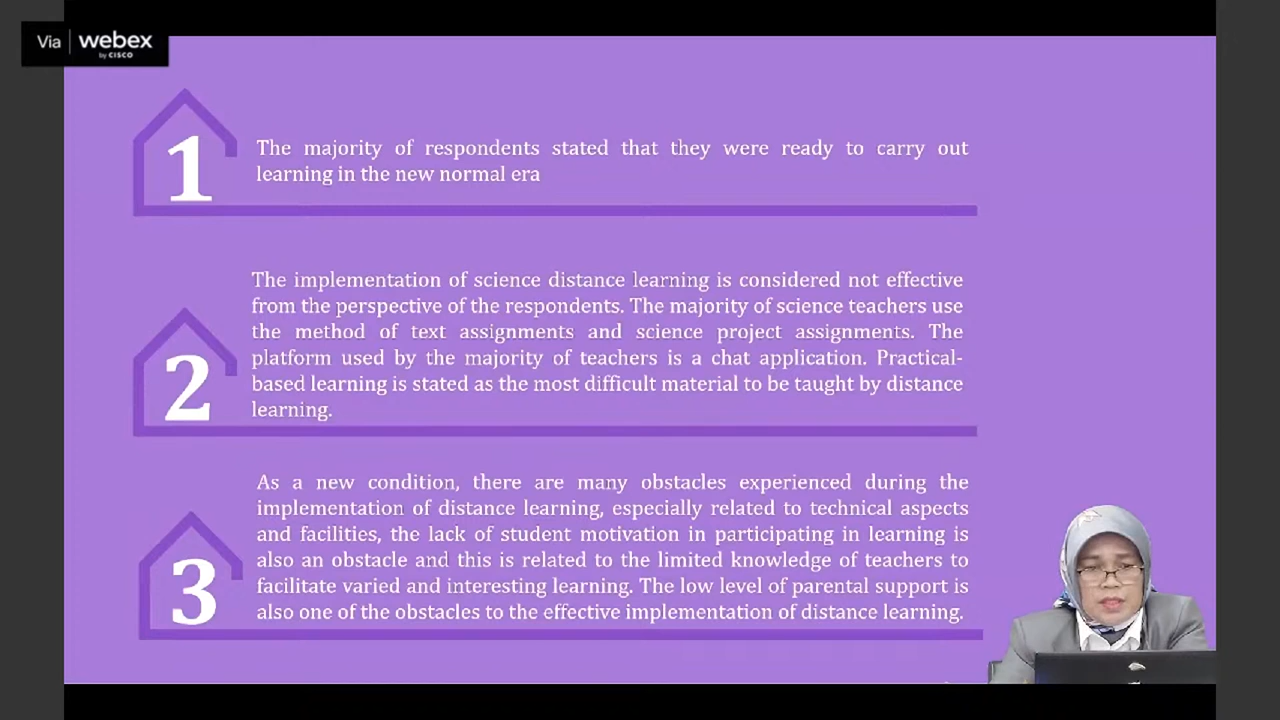 Via webex
by CISCO
1
The majority of respondents stated that they were ready to carry out
learning in the new normal era
2
The implementation of science distance learning is considered not effective
from the perspective of the respondents. The majority of science teachers use
the method of text assignments and science project assignments. The
platform used by the majority of teachers is a chat application. Practical-
based learning is stated as the most difficult material to be taught by distance
learning.
3
As a new condition, there are many obstacles experienced during the
implementation of distance learning, especially related to technical aspects
and facilities, the lack of student motivation in participating in learning is
also an obstacle and this is related to the limited knowledge of teachers to
facilitate varied and interesting learning. The low level of parental support is
also one of the obstacles to the effective implementation of distance learning.